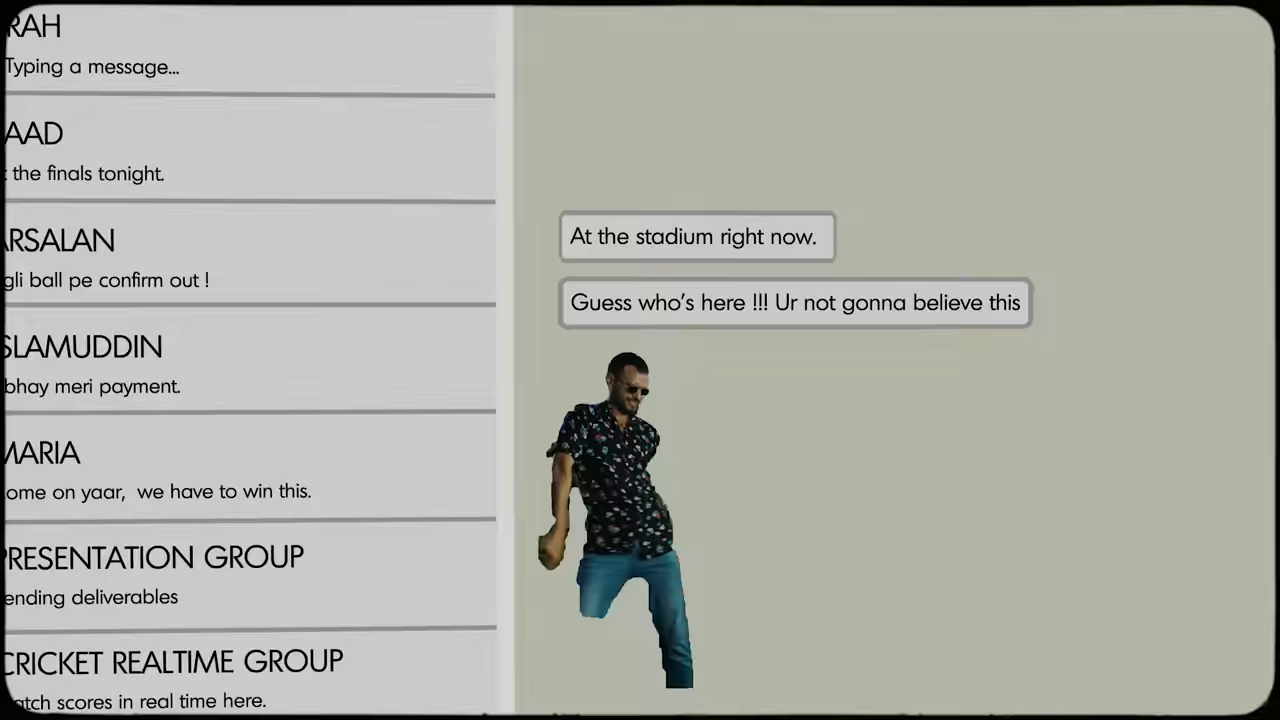 RAH
Typing a message...
AAD
the finals tonight.
ARSALAN
gli ball pe confirm out !
SLAMUDDIN
bhay meri payment.
MARIA
ome on yaar, we have to win this.
PRESENTATION GROUP
ending deliverables
CRICKET REALTIME GROUP
atch scores in real time here.
At the stadium right now.
Guess who's here !!! Ur not gonna believe this